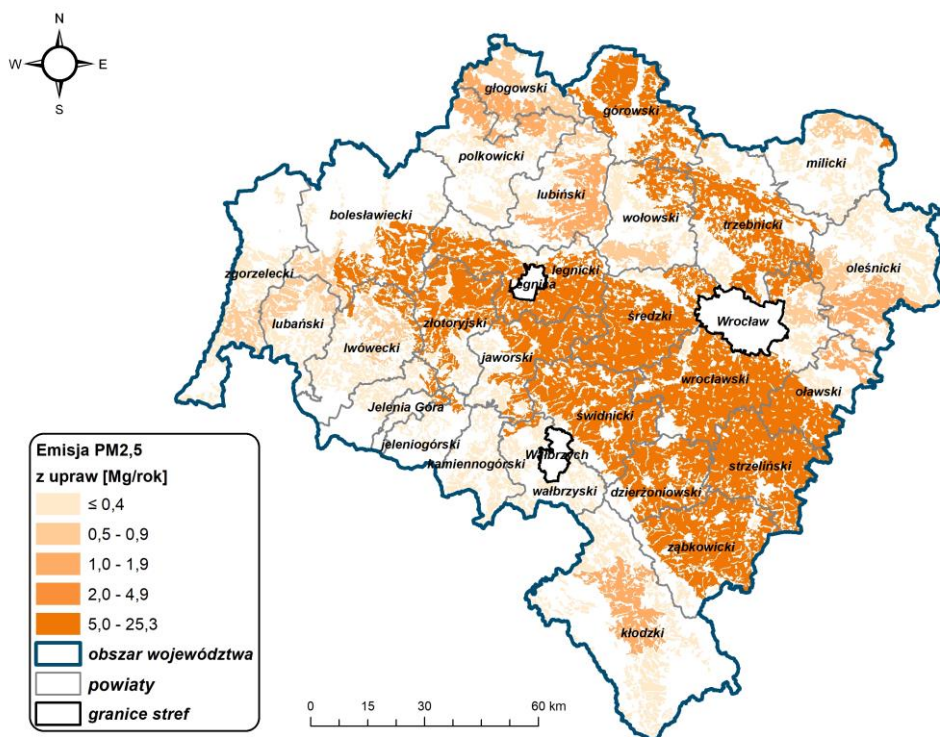 N
W
E
S
głogowski
górowski
polkowicki
milicki
lubiński
bolesławiecki
wołowski
trzebnicki
zgorzelecki
legnicki
oleśnicki
Legnica
lubański
złotoryjski
średzki
Wrocław
lwówecki
jaworski
wrocławski
oławski
Jelenia Góra
świdnicki
jeleniogórski
Wałbrzych
kamiennogórski
strzeliński
wałbrzyski
dzierżoniowski
ząbkowicki
kłodzki
Emisja PM2,5
z upraw [Mg/rok]
≤ 0,4
0,5 - 0,9
1,0 - 1,9
2,0 - 4,9
5,0 - 25,3
obszar województwa
powiaty
granice stref
0 15 30 60 km